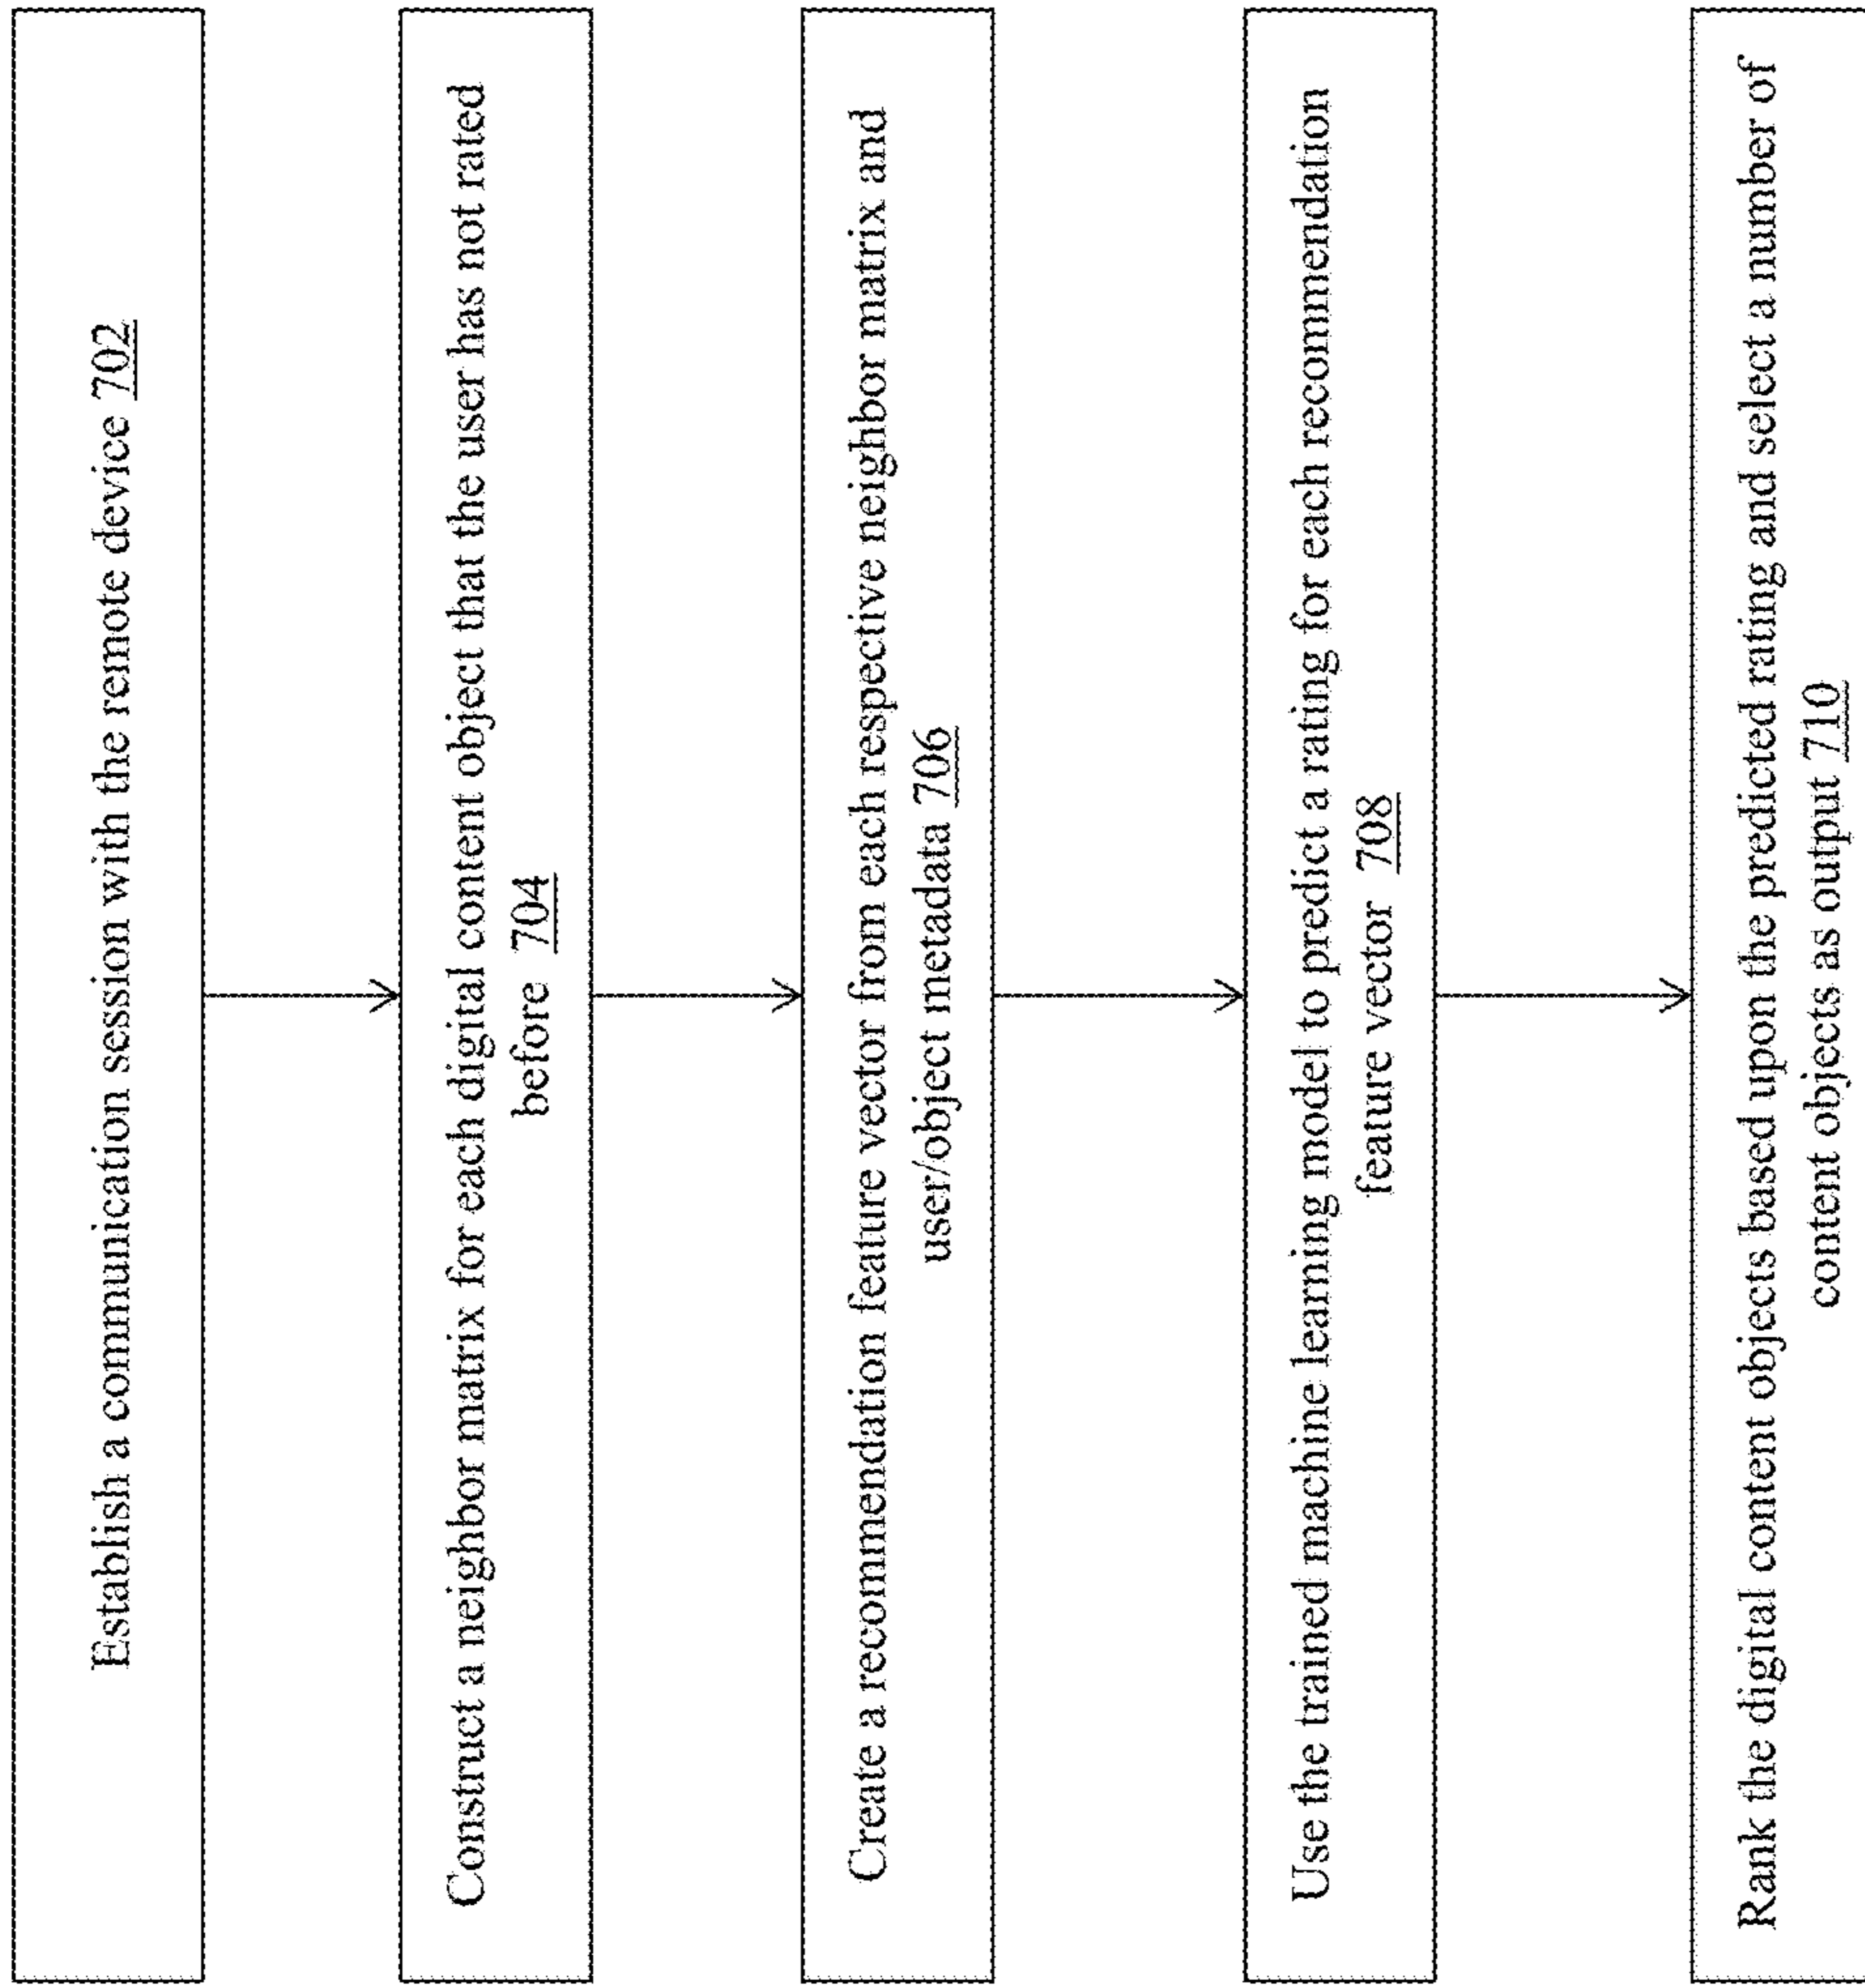 Establish a communication session with the remote device 702
Construct a neighbor matrix for each digital content object that the user has not rated
before 704
Create a recommendation feature vector from each respective neighbor matrix and
user/object metadata 706
Use the trained machine learning model to predict a rating for each recommendation
feature vector 708
Rank the digital content objects based upon the predicted rating and select a number of
content objects as output 710